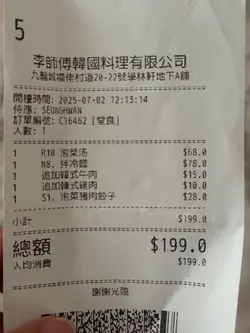 5
李師傅韓國料理有限公司
九龍城福佬村道20-22號學林軒地下A舖
開檯時間: 2025-07-02 12:13:14
侍應: SEUNGHWAN
訂單編號: C16462 [堂食]
人數: 1
1 R10 泡菜汤 $68.0
1 N8. 拌冷麵 $78.0
1 追加韓式牛肉 $15.0
1 追加韓式雞肉 $10.0
1 S1. 泡菜豬肉餃子 $28.0
小計 $199.0
總額 $199.0
人均消費 $199.0
謝謝光臨